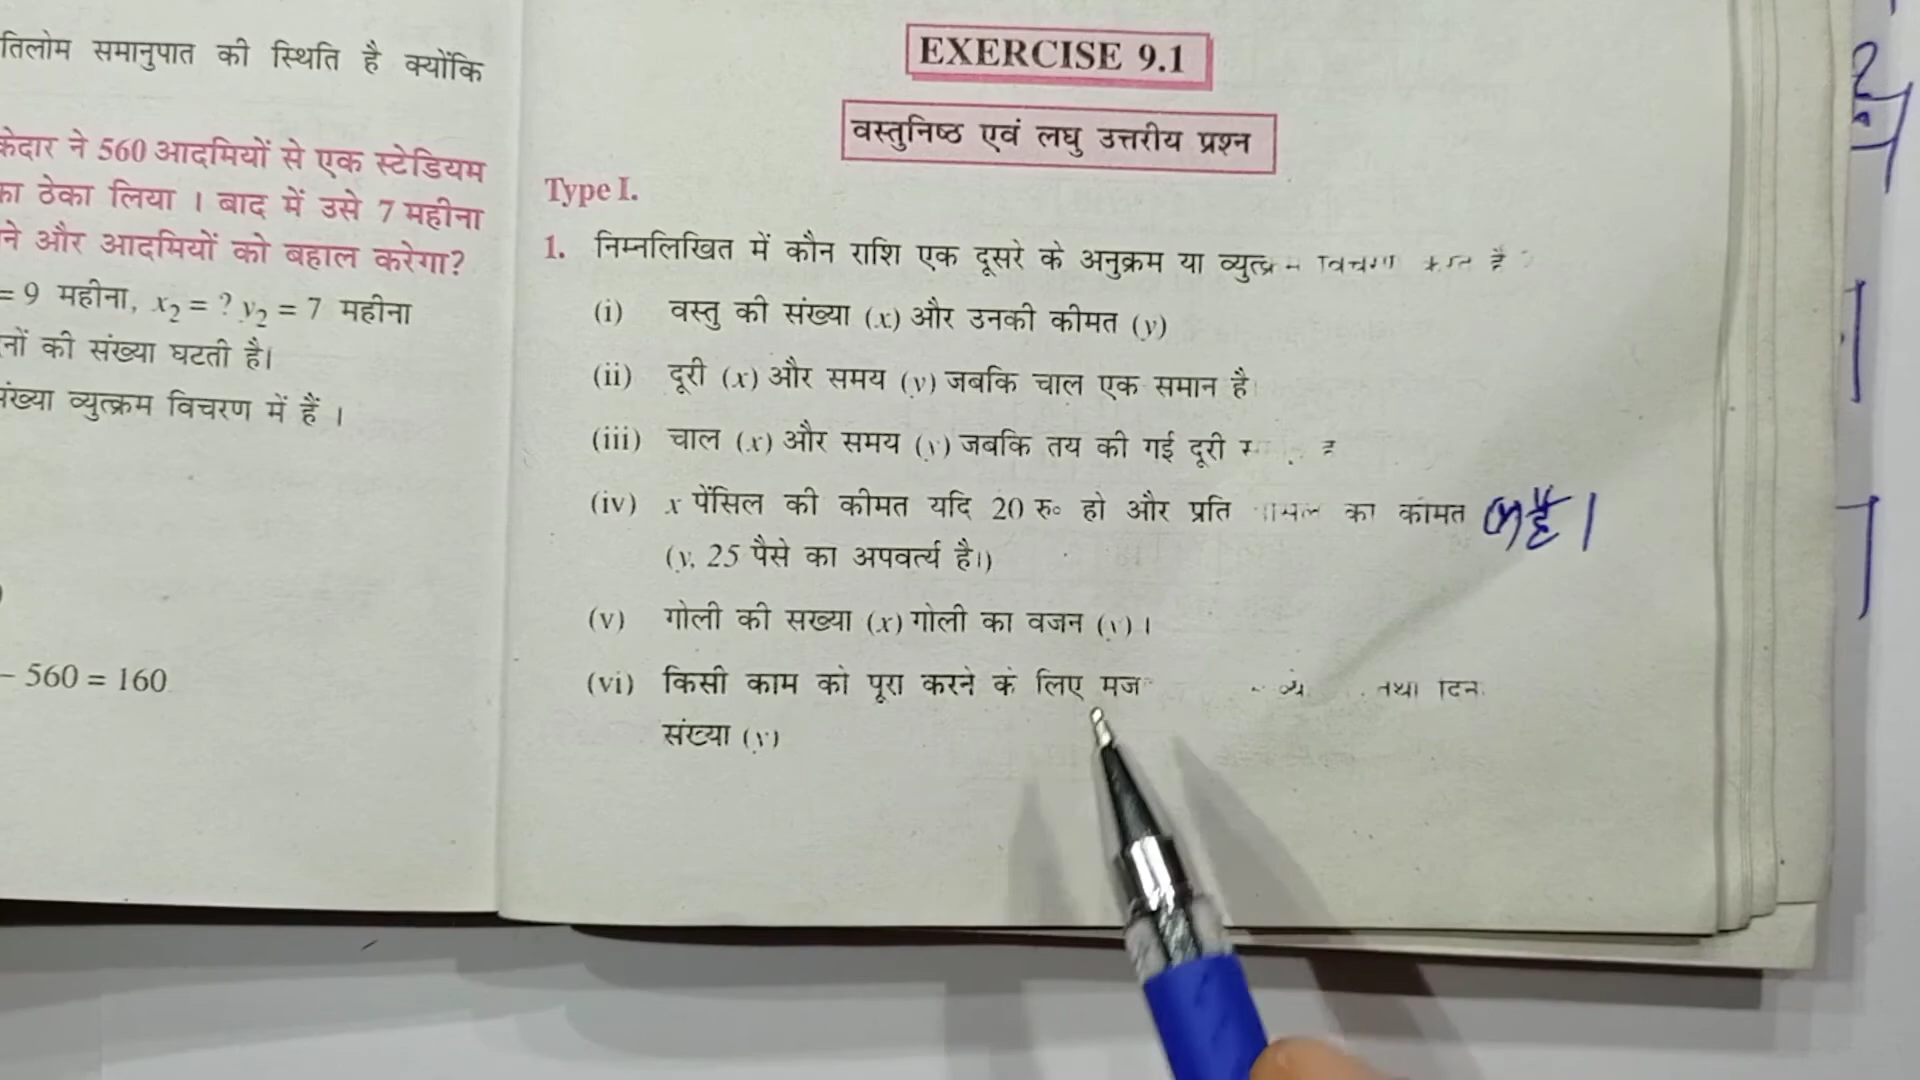 तिलोम समानुपात की स्थिति है क्योंकि
केदार ने 560 आदमियों से एक स्टेडियम
का ठेका लिया । बाद में उसे 7 महीना
ने और आदमियों को बहाल करेगा?
= 9 महीना, x₂ = ? y₂ = 7 महीना
नों की संख्या घटती है।
संख्या व्युत्क्रम विचरण में हैं ।
– 560 = 160
EXERCISE 9.1
वस्तुनिष्ठ एवं लघु उत्तरीय प्रश्न
Type I.
1. निम्नलिखित में कौन राशि एक दूसरे के अनुक्रम या व्युत्क्रम विचरण करते है ?
(i) वस्तु की संख्या (x) और उनकी कीमत (y)
(ii) दूरी (x) और समय (y) जबकि चाल एक समान है
(iii) चाल (x) और समय (y) जबकि तय की गई दूरी
(iv) x पेंसिल की कीमत यदि 20 रु० हो और प्रति का कीमत
(y, 25 पैसे का अपवर्त्य है।)
(v) गोली की सख्या (x) गोली का वजन (y) ।
(vi) किसी काम को पूरा करने के लिए तथा दिन
संख्या (y)